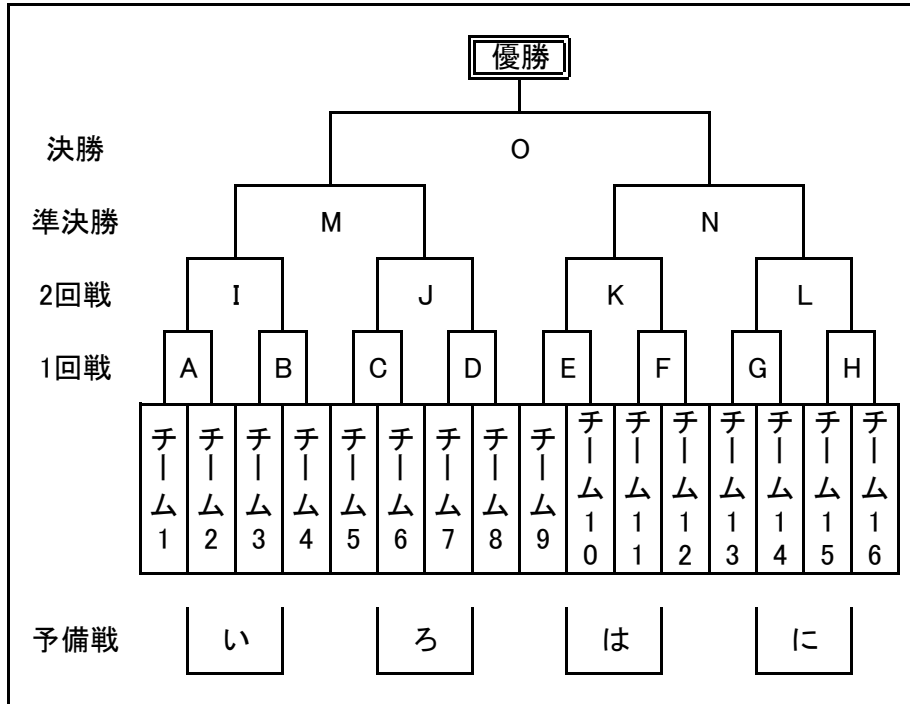 優勝
決勝 O
準決勝 M N
2回戦 I J K L
1回戦 A B C D E F G H
チーム1 チーム2 チーム3 チーム4 チーム5 チーム6 チーム7 チーム8 チーム9 チーム10 チーム11 チーム12 チーム13 チーム14 チーム15 チーム16
予備戦 い ろ は に